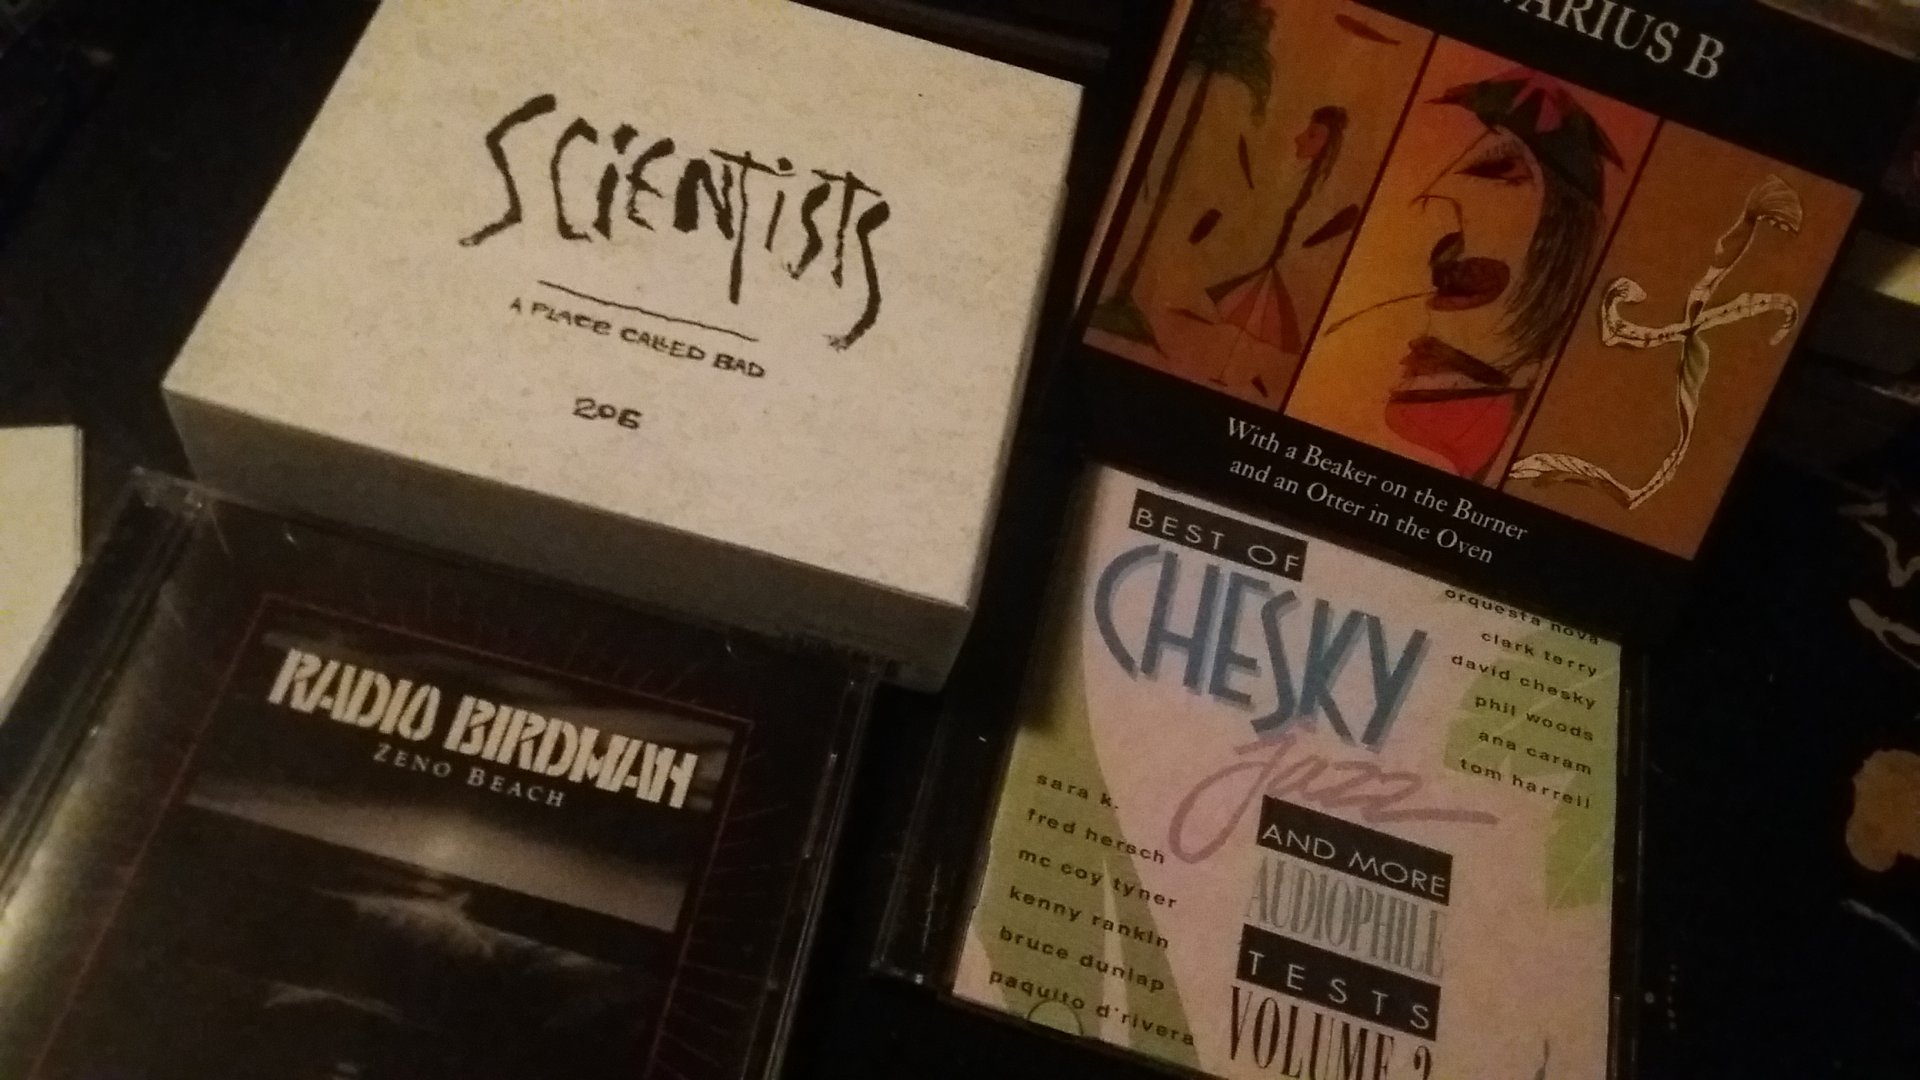 SCiENTiSTS
A PLACE CALLED BAD
206
ARIUS B
With a Beaker on the Burner
and an Otter in the Oven
RADIO BIRDMAN
ZENO BEACH
BEST OF
CHESKY
Jazz
AND MORE
AUDIOPHILE
TESTS
VOLUME 2
orquesta nova
clark terry
david chesky
phil woods
ana caram
tom harrell
sara k.
fred hersch
mc coy tyner
kenny rankin
bruce dunlap
paquito d'rivera